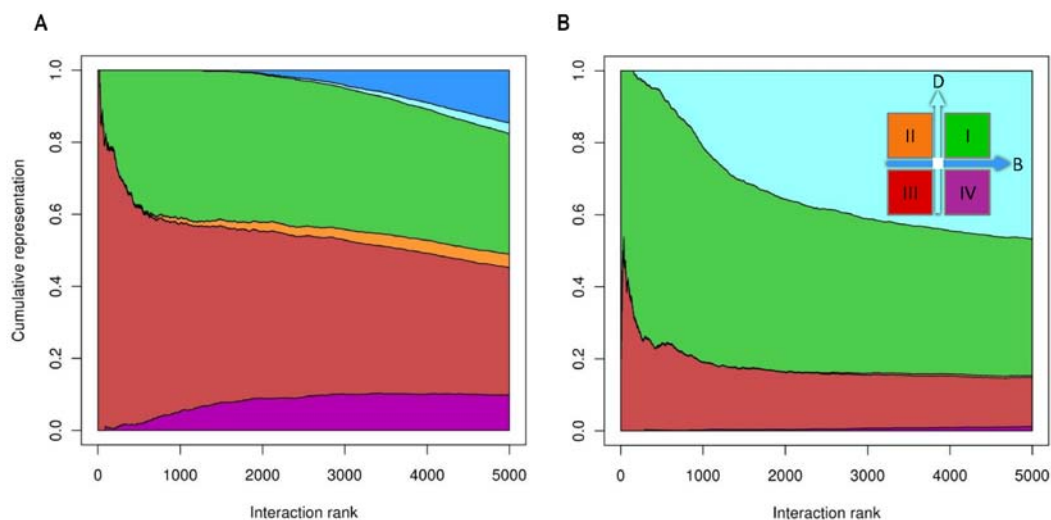 A
B
Cumulative representation
1.0
0.8
0.6
0.4
0.2
0.0
0 1000 2000 3000 4000 5000
Interaction rank
1.0
0.8
0.6
0.4
0.2
0.0
D
II I
B
III IV
0 1000 2000 3000 4000 5000
Interaction rank